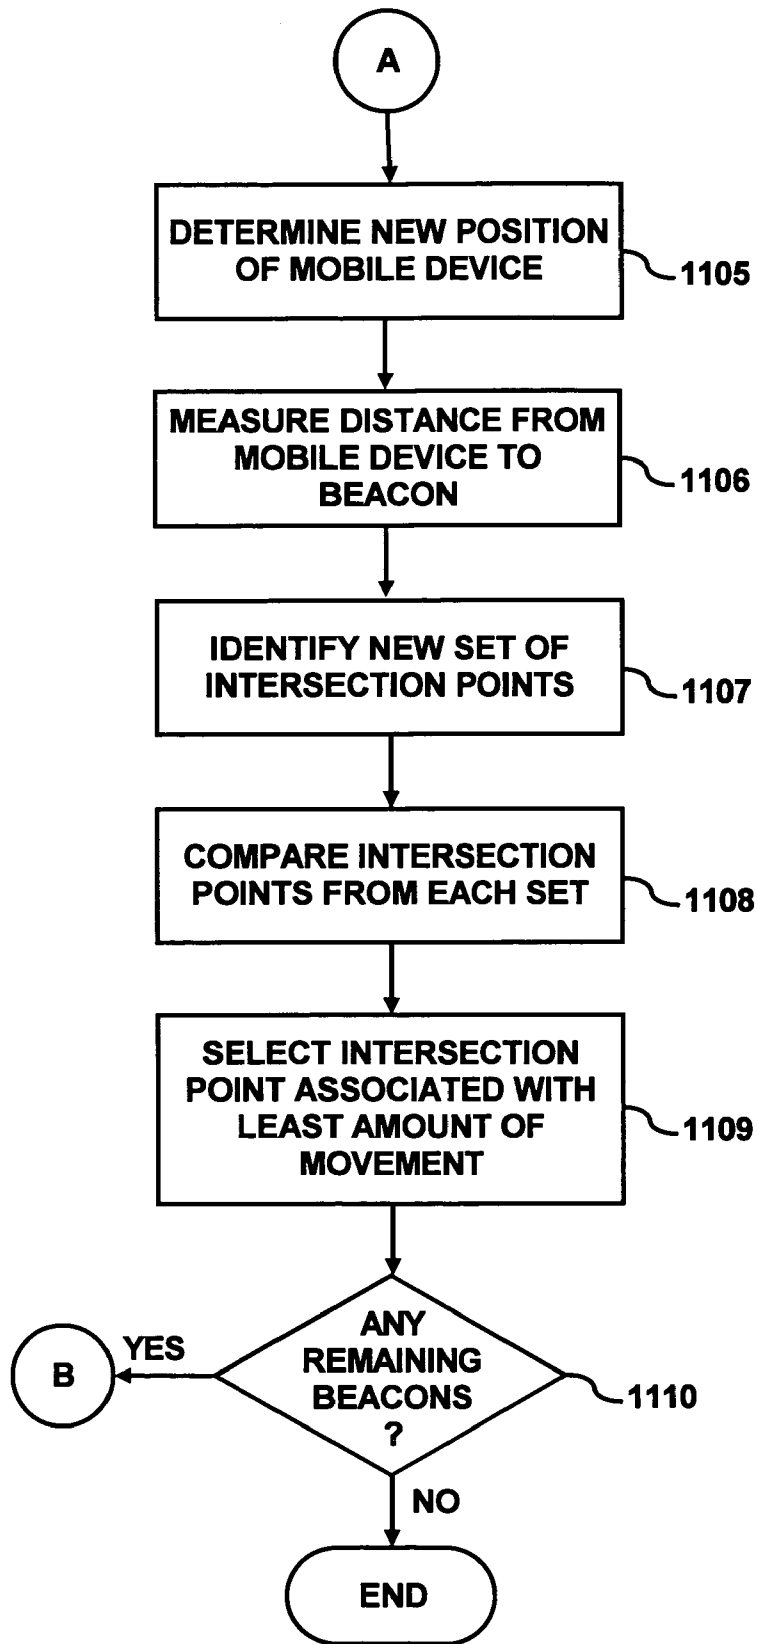 A
DETERMINE NEW POSITION
OF MOBILE DEVICE
1105
MEASURE DISTANCE FROM
MOBILE DEVICE TO
BEACON
1106
IDENTIFY NEW SET OF
INTERSECTION POINTS
1107
COMPARE INTERSECTION
POINTS FROM EACH SET
1108
SELECT INTERSECTION
POINT ASSOCIATED WITH
LEAST AMOUNT OF
MOVEMENT
1109
ANY
REMAINING
BEACONS
?
1110
YES
B
NO
END